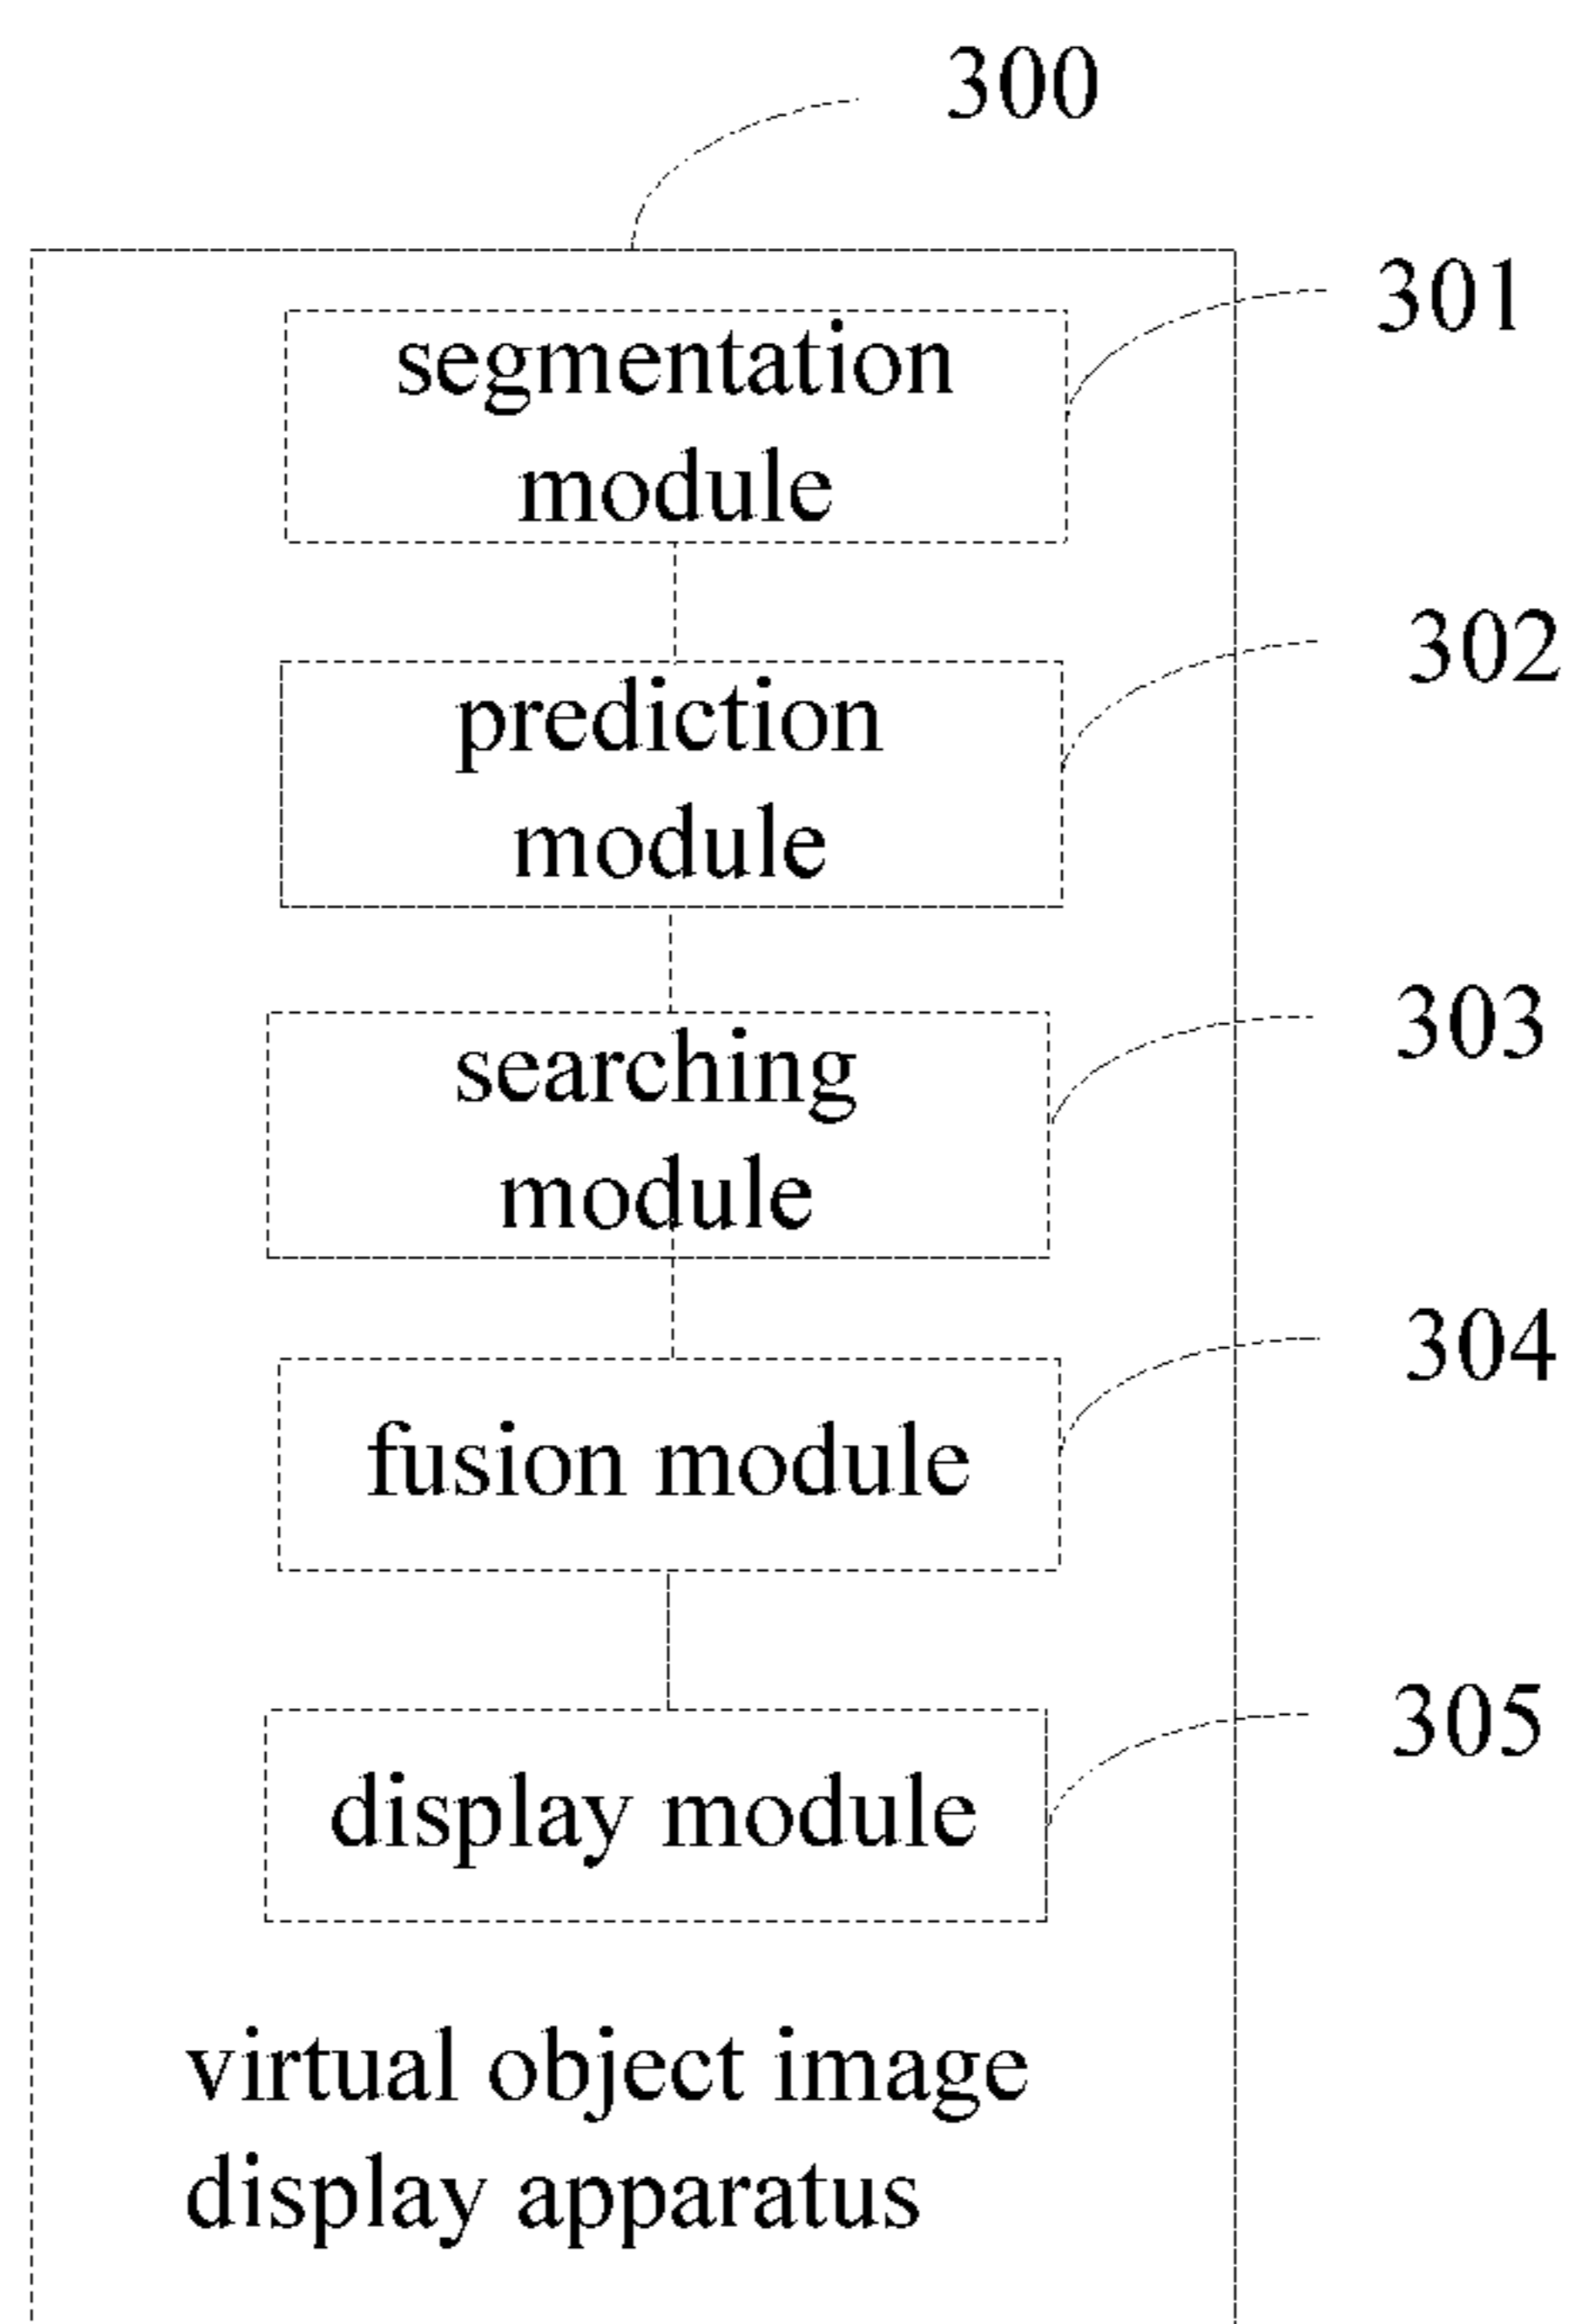 300
301
segmentation
module
302
prediction
module
303
searching
module
304
fusion module
305
display module
virtual object image
display apparatus